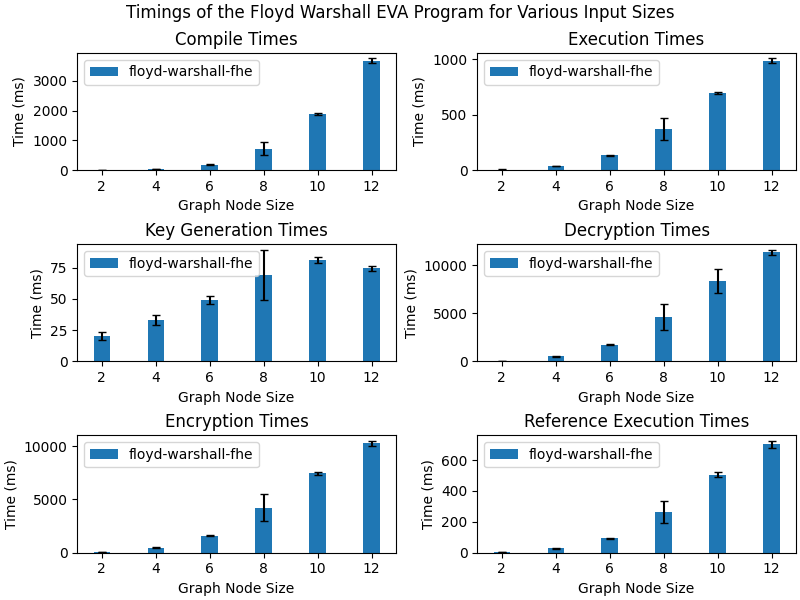 Timings of the Floyd Warshall EVA Program for Various Input Sizes
Compile Times
Time (ms)
3000
2000
1000
0
floyd-warshall-fhe
2 4 6 8 10 12
Graph Node Size
Execution Times
Time (ms)
1000
500
0
floyd-warshall-fhe
2 4 6 8 10 12
Graph Node Size
Key Generation Times
Time (ms)
75
50
25
0
floyd-warshall-fhe
2 4 6 8 10 12
Graph Node Size
Decryption Times
Time (ms)
10000
5000
0
floyd-warshall-fhe
2 4 6 8 10 12
Graph Node Size
Encryption Times
Time (ms)
10000
5000
0
floyd-warshall-fhe
2 4 6 8 10 12
Graph Node Size
Reference Execution Times
Time (ms)
600
400
200
0
floyd-warshall-fhe
2 4 6 8 10 12
Graph Node Size